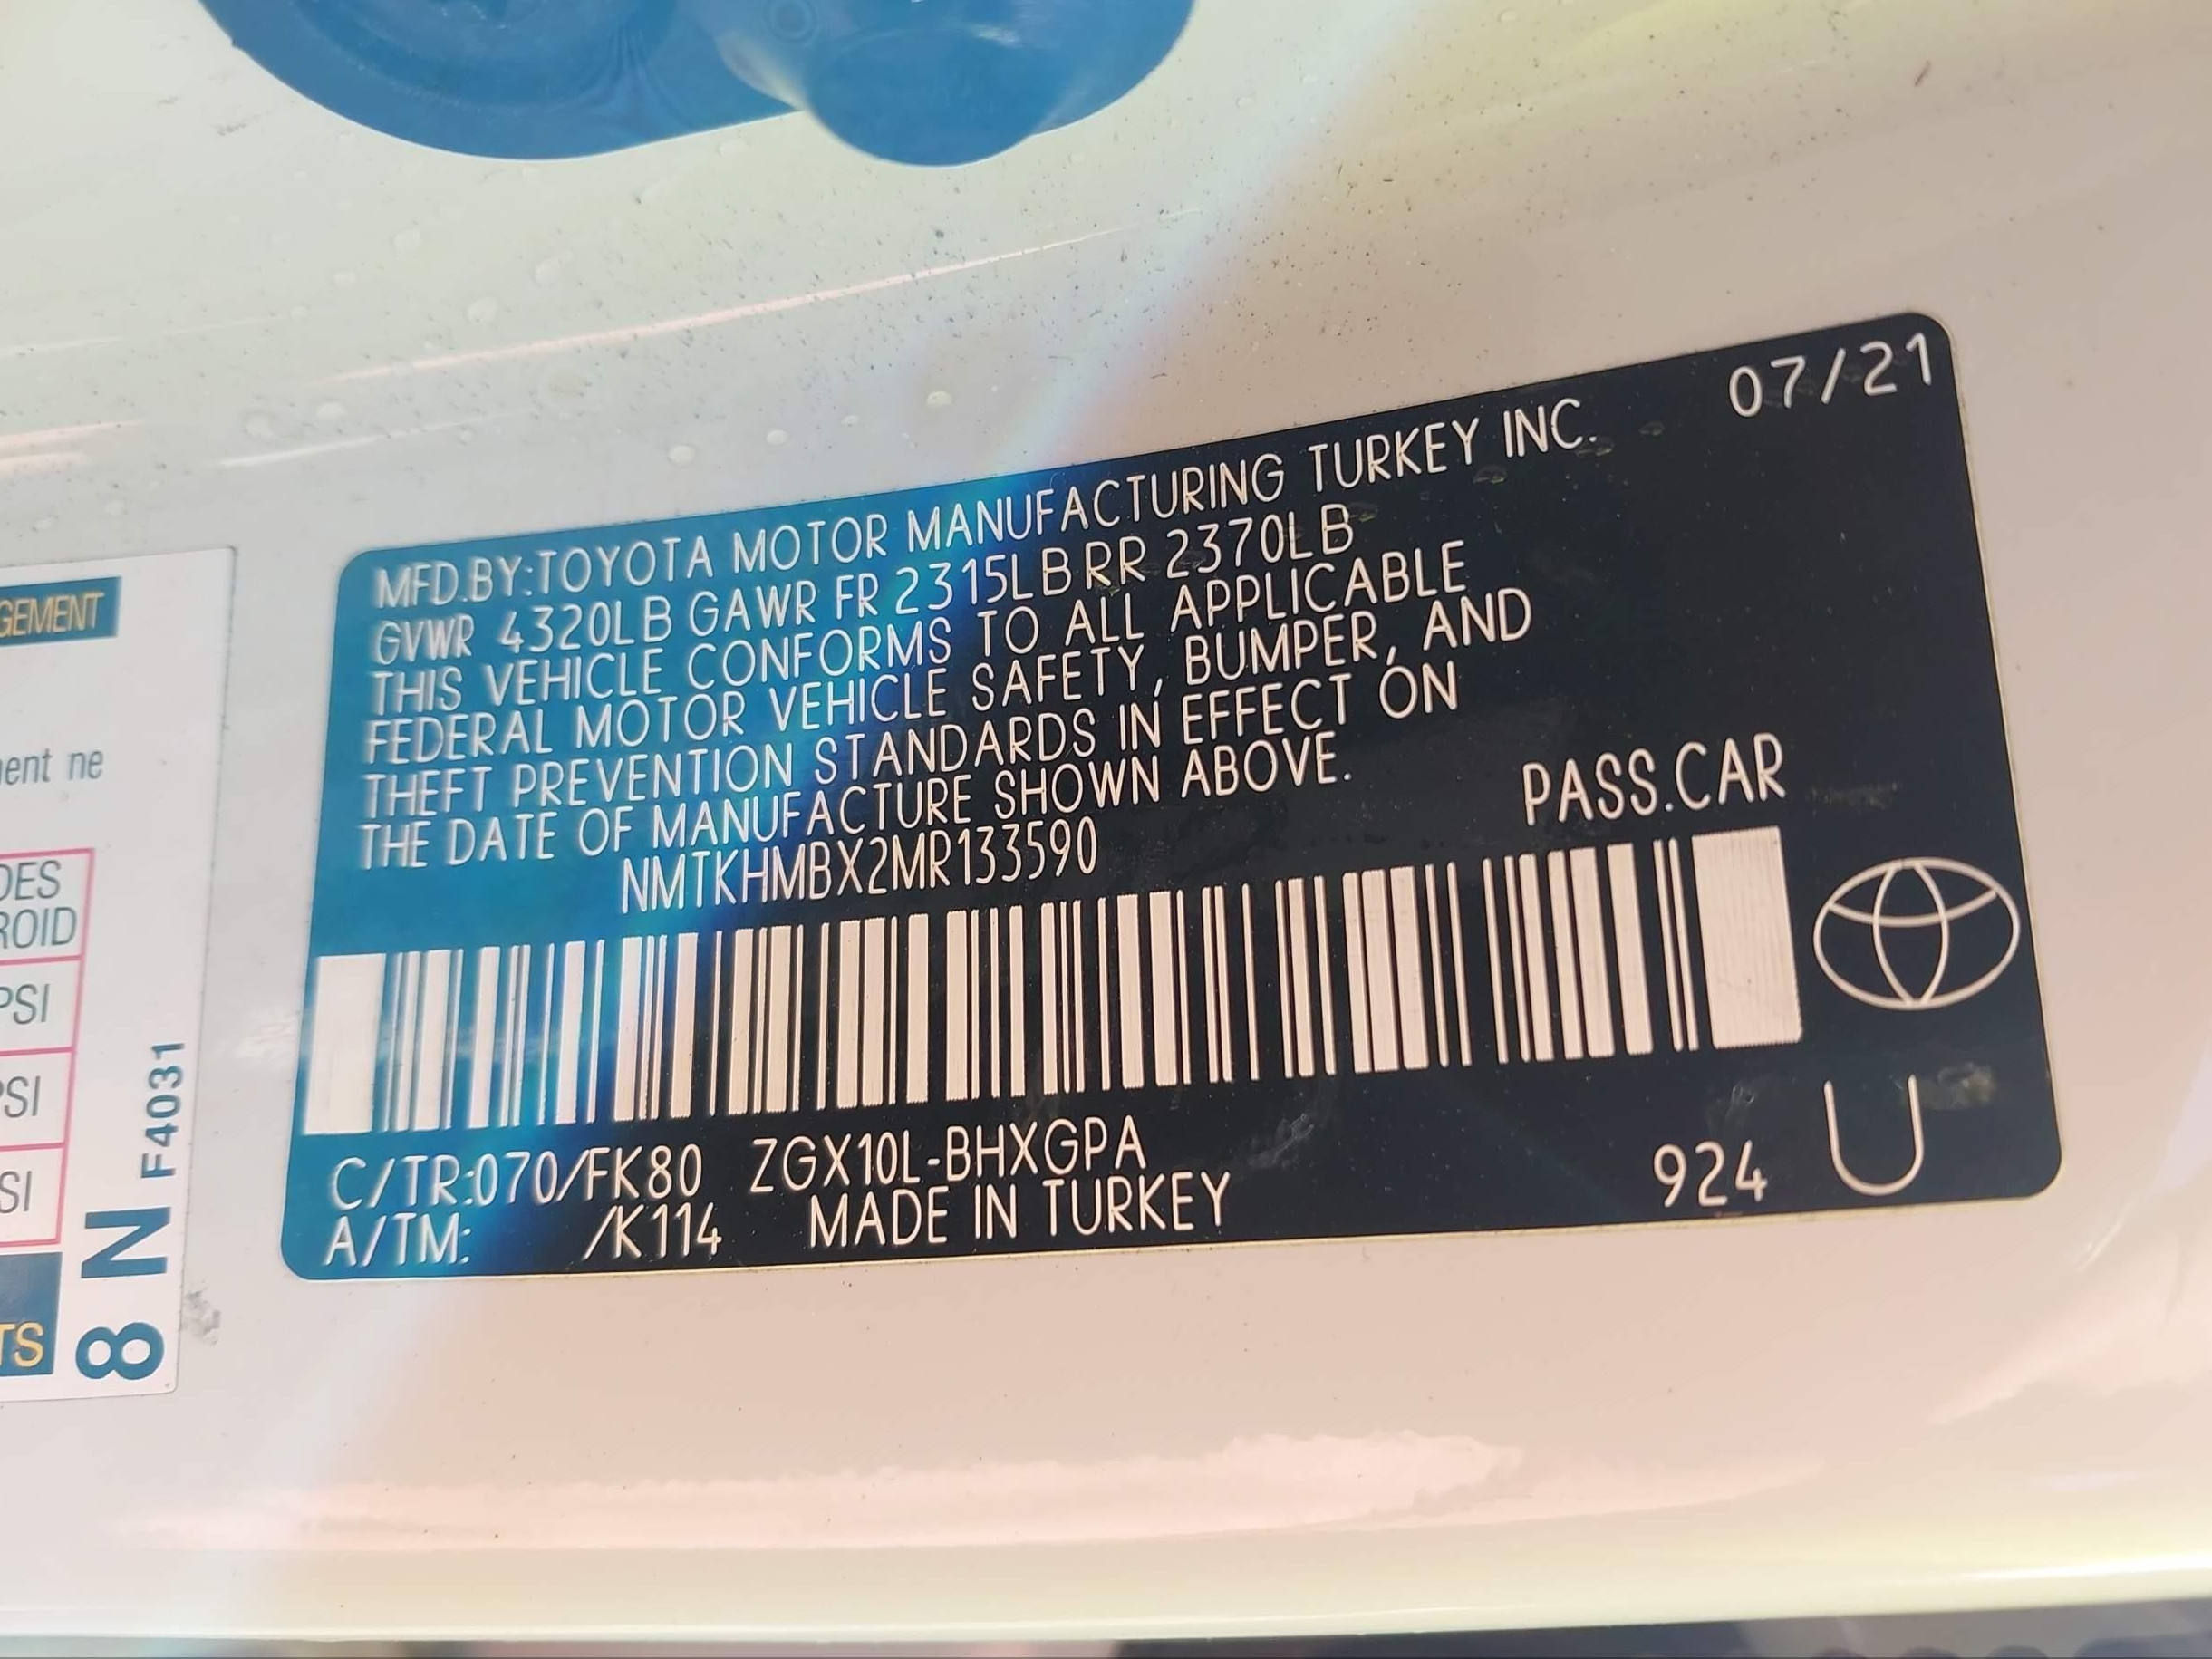 07/21
MFD.BY:TOYOTA MOTOR MANUFACTURING TURKEY INC.
GVWR 4320LB GAWR FR 2315LB RR 2370LB
THIS VEHICLE CONFORMS TO ALL APPLICABLE
FEDERAL MOTOR VEHICLE SAFETY, BUMPER, AND
THEFT PREVENTION STANDARDS IN EFFECT ON
THE DATE OF MANUFACTURE SHOWN ABOVE.
NMTKHMBX2MR133590
PASS.CAR
C/TR:070/FK80 ZGX10L-BHXGPA
A/TM: /K114 MADE IN TURKEY
924 U
GEMENT
ent ne
DES
ROID
PSI
PSI
SI
TS
8 N F4031